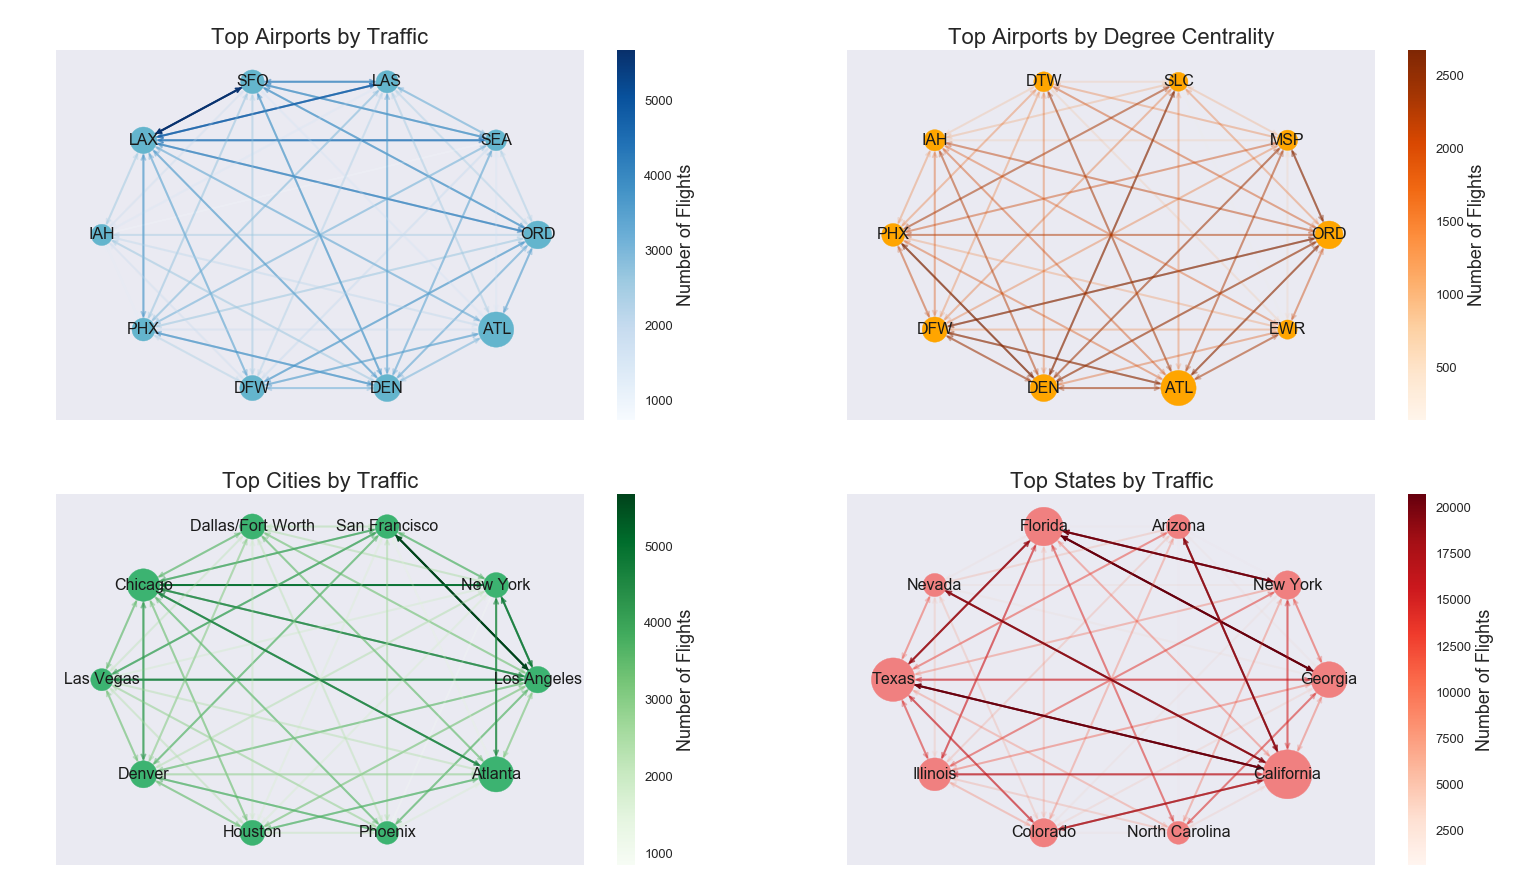 Top Airports by Traffic
SFO
LAS
LAX
SEA
IAH
ORD
PHX
ATL
DFW
DEN
5000
4000
3000
2000
1000
Number of Flights
Top Airports by Degree Centrality
DTW
SLC
IAH
MSP
PHX
ORD
DFW
EWR
DEN
ATL
2500
2000
1500
1000
500
Number of Flights
Top Cities by Traffic
Dallas/Fort Worth
San Francisco
Chicago
New York
Las Vegas
Los Angeles
Denver
Atlanta
Houston
Phoenix
5000
4000
3000
2000
1000
Number of Flights
Top States by Traffic
Florida
Arizona
Nevada
New York
Texas
Georgia
Illinois
California
Colorado
North Carolina
20000
17500
15000
12500
10000
7500
5000
2500
Number of Flights